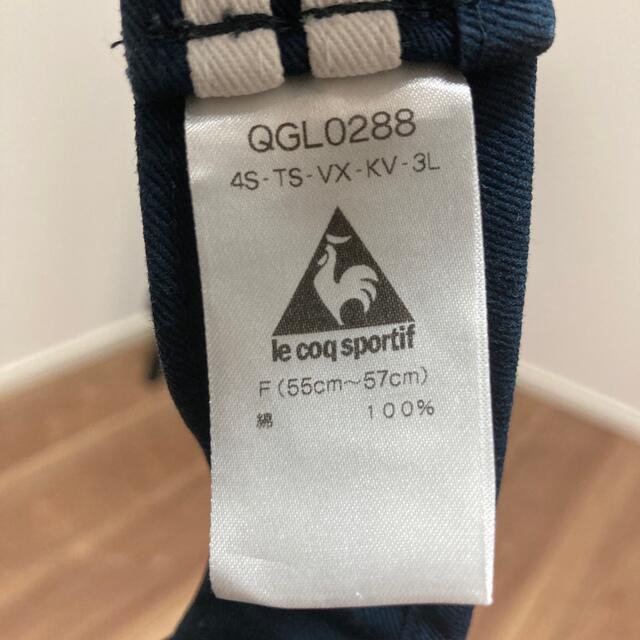 QGL0288
4S-TS-VX-KV-3L
le coq sportif
F (55cm～57cm)
綿 100%